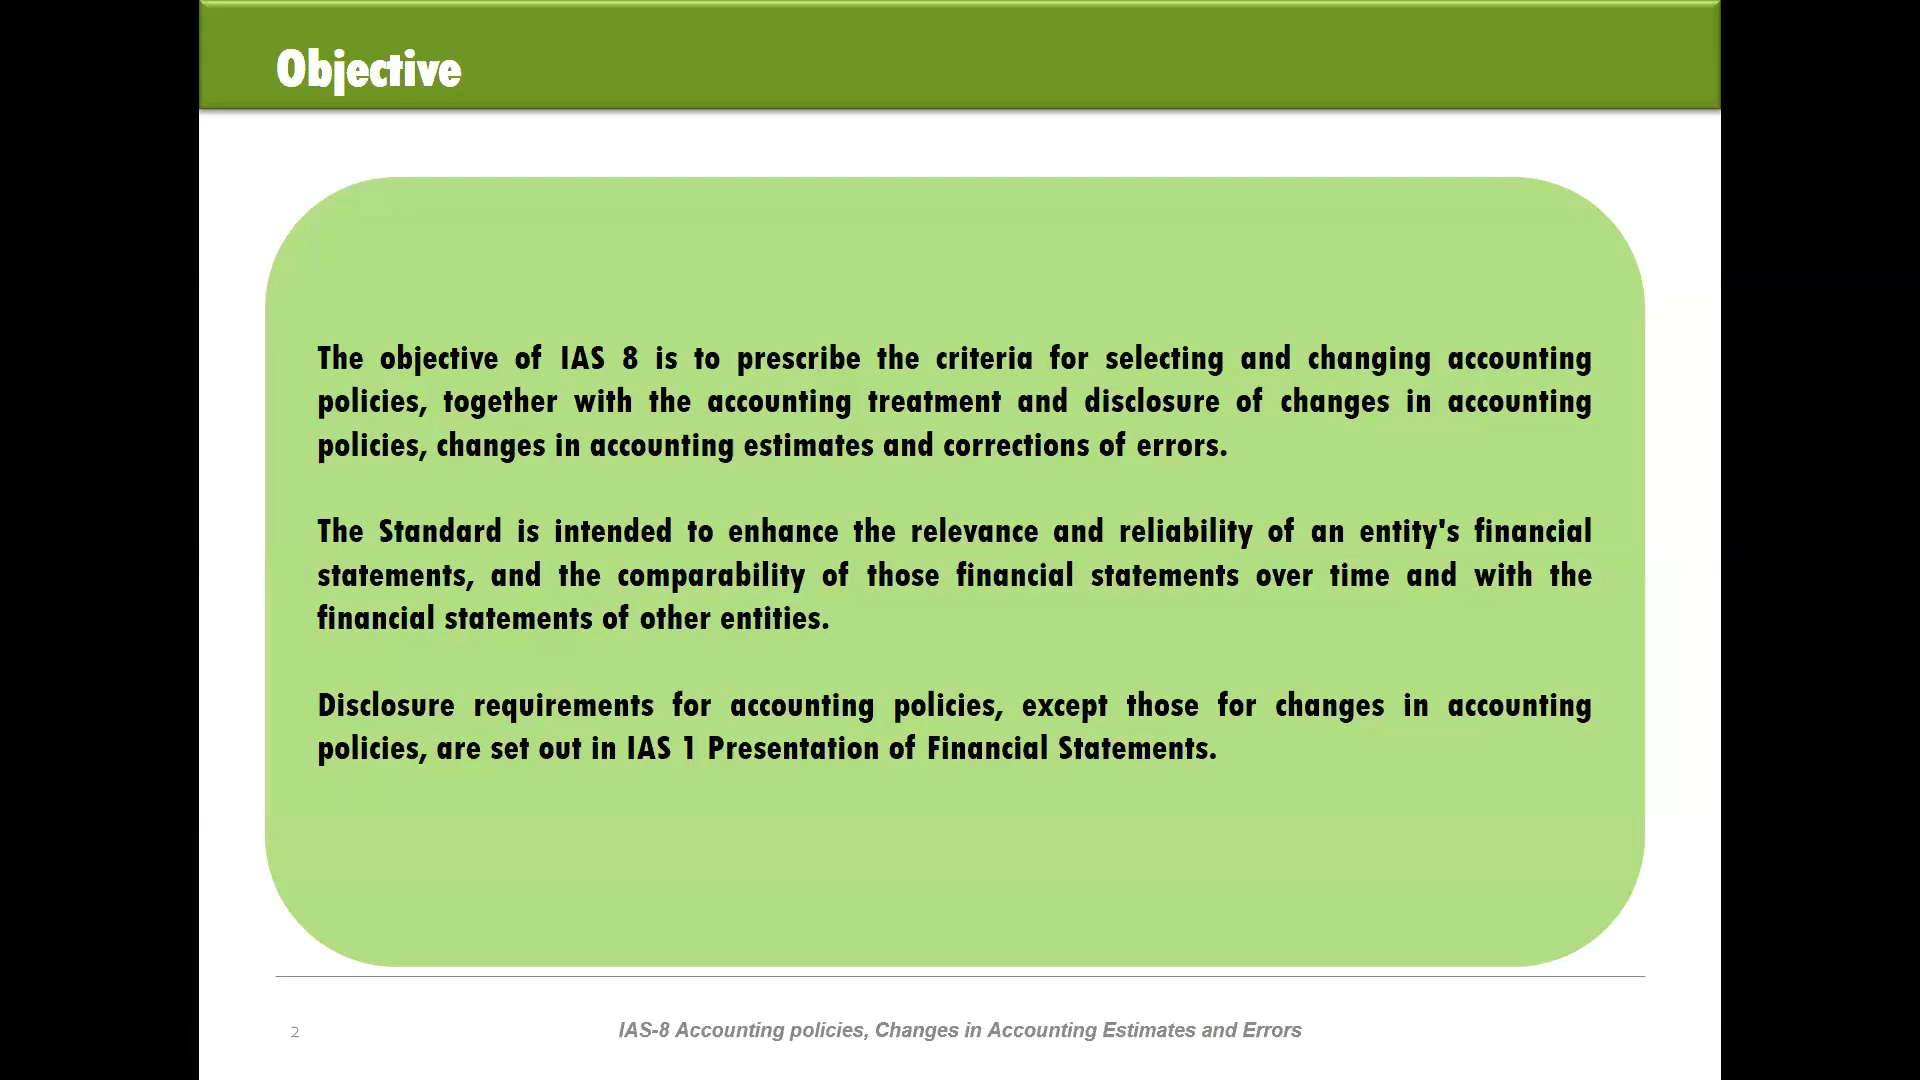 Objective
The objective of IAS 8 is to prescribe the criteria for selecting and changing accounting
policies, together with the accounting treatment and disclosure of changes in accounting
policies, changes in accounting estimates and corrections of errors.
The Standard is intended to enhance the relevance and reliability of an entity's financial
statements, and the comparability of those financial statements over time and with the
financial statements of other entities.
Disclosure requirements for accounting policies, except those for changes in accounting
policies, are set out in IAS 1 Presentation of Financial Statements.
2
IAS-8 Accounting policies, Changes in Accounting Estimates and Errors